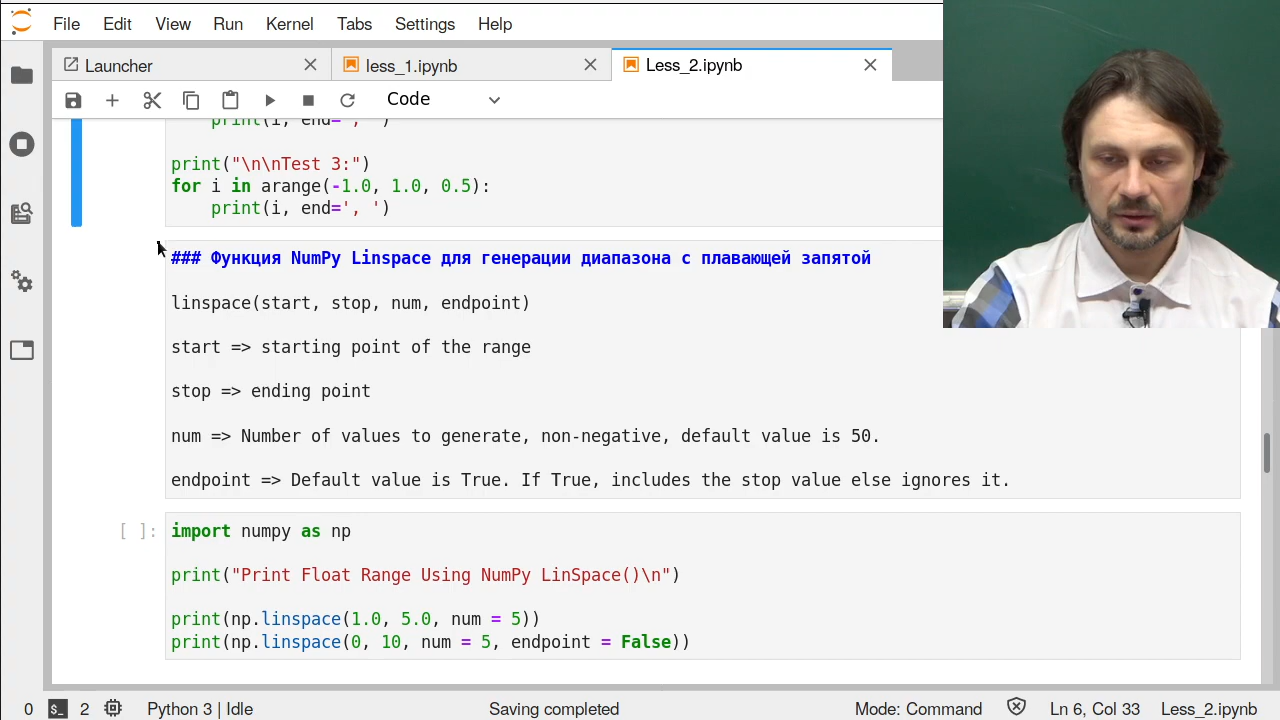 File Edit View Run Kernel Tabs Settings Help
Launcher less_1.ipynb Less_2.ipynb
Code
print(i, end=', ')
print("\n\nTest 3:")
for i in arange(-1.0, 1.0, 0.5):
print(i, end=', ')
### Функция NumPy Linspace для генерации диапазона с плавающей запятой
linspace(start, stop, num, endpoint)
start => starting point of the range
stop => ending point
num => Number of values to generate, non-negative, default value is 50.
endpoint => Default value is True. If True, includes the stop value else ignores it.
[ ]: import numpy as np
print("Print Float Range Using NumPy LinSpace()\n")
print(np.linspace(1.0, 5.0, num = 5))
print(np.linspace(0, 10, num = 5, endpoint = False))
0 $_ 2 Python 3 | Idle Saving completed Mode: Command Ln 6, Col 33 Less_2.ipynb